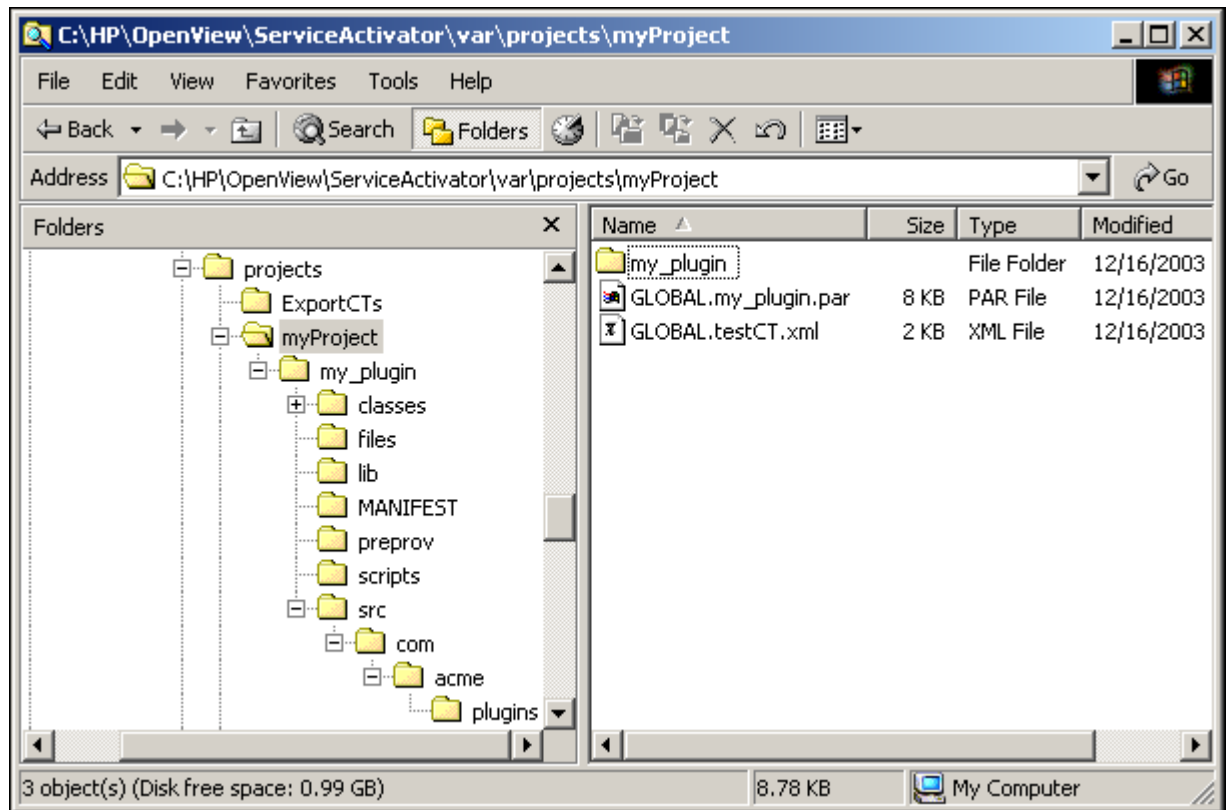 C:\HP\OpenView\ServiceActivator\var\projects\myProject
File Edit View Favorites Tools Help
Back Search Folders
Address C:\HP\OpenView\ServiceActivator\var\projects\myProject Go
Folders
projects
ExportCTs
myProject
my_plugin
classes
files
lib
MANIFEST
preprov
scripts
src
com
acme
plugins
Name Size Type Modified
my_plugin File Folder 12/16/2003
GLOBAL.my_plugin.par 8 KB PAR File 12/16/2003
GLOBAL.testCT.xml 2 KB XML File 12/16/2003
3 object(s) (Disk free space: 0.99 GB) 8.78 KB My Computer